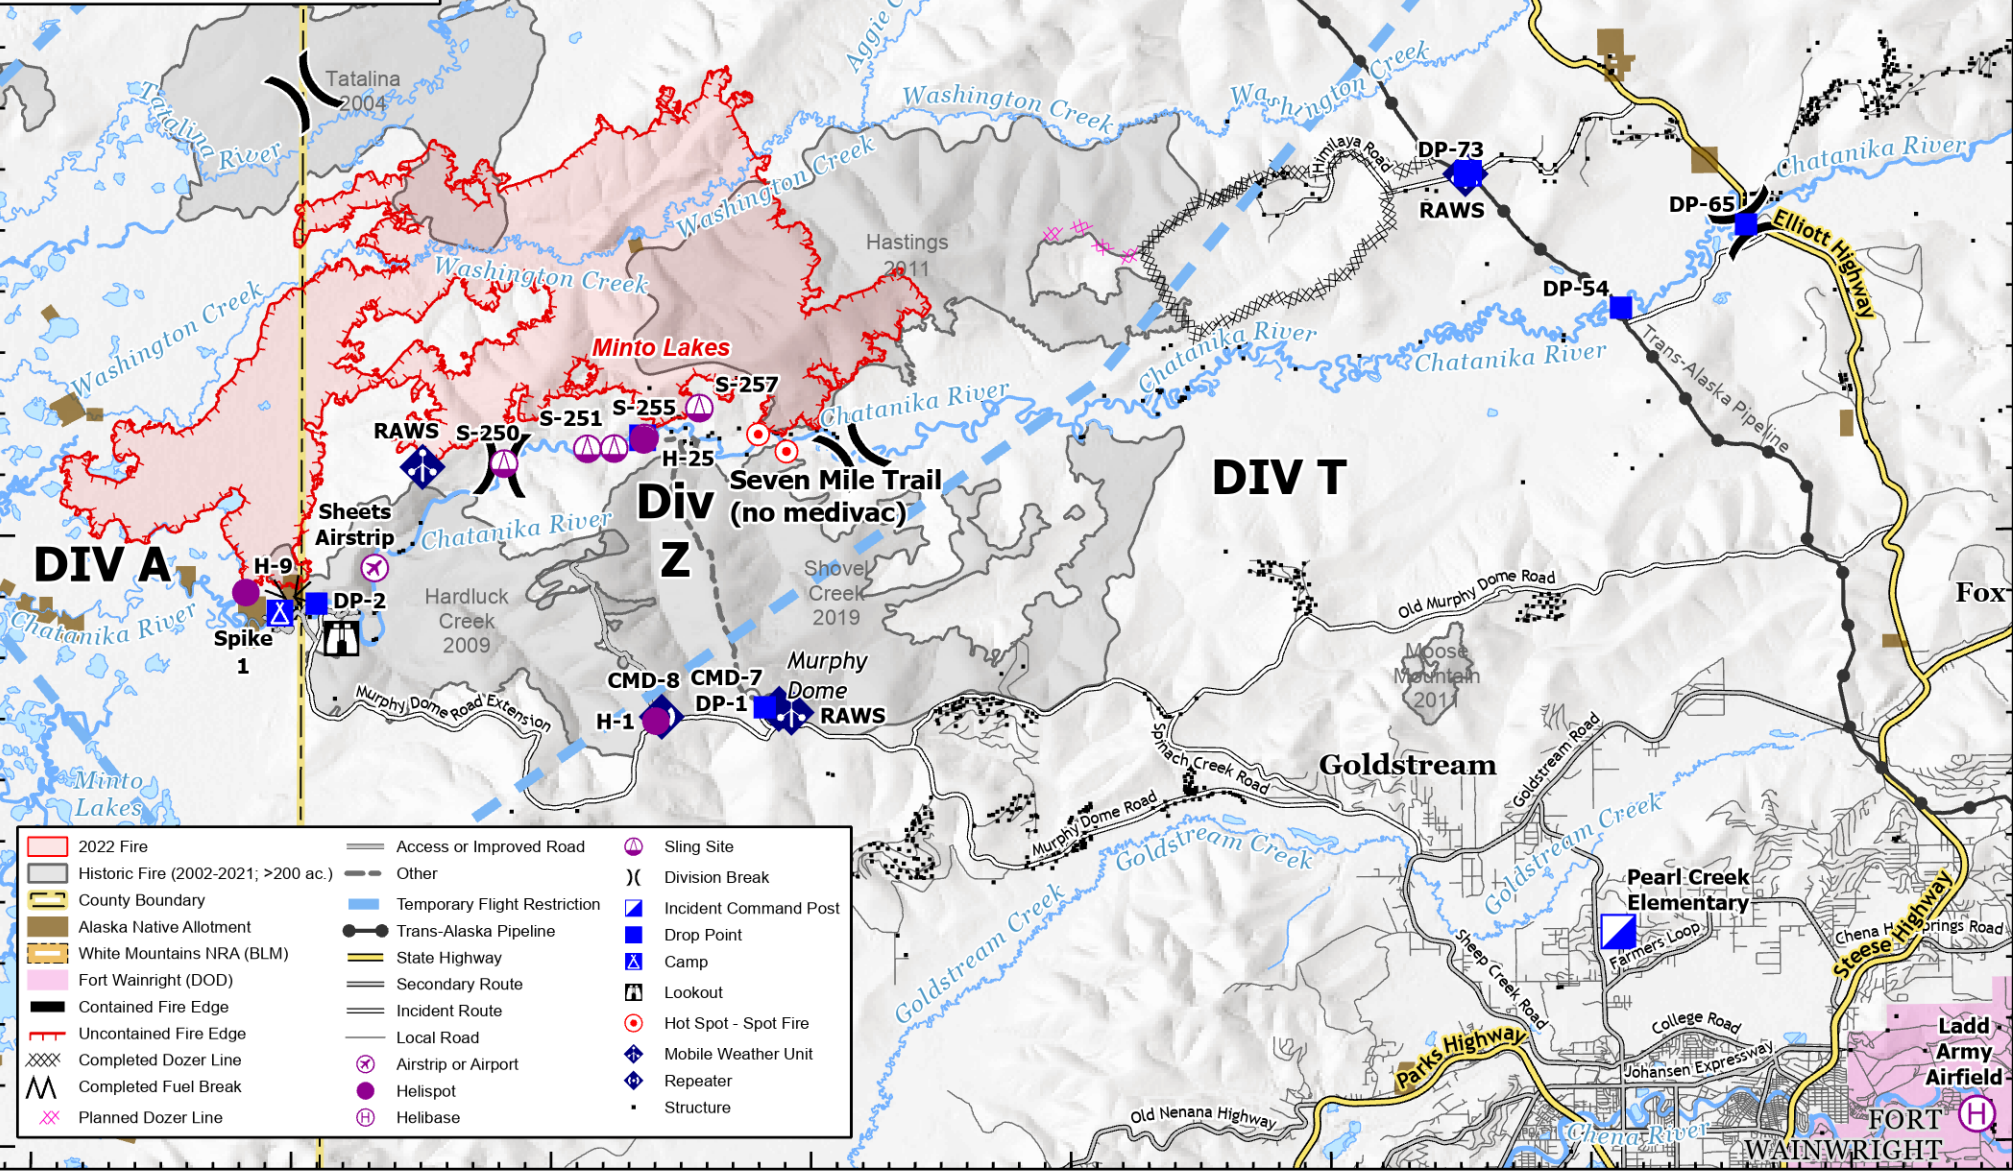 Aggie C
Tatalina
2004
Tatalina
River
Washington Creek
Washington Creek
Washington Creek
Himilaya Road
DP-73
RAWS
Chatanika River
DP-65
Elliott Highway
Washington Creek
Washington Creek
Hastings
2011
DP-54
Trans-Alaska Pipeline
Washington Creek
Minto Lakes
Chatanika River
Chatanika River
S-257
S-255
S-251
S-250
RAWS
H-25
Chatanika River
Seven Mile Trail
(no medivac)
DIV T
Div
Z
Sheets
Airstrip
Chatanika River
DIV A
H-9
DP-2
Chatanika River
Spike
1
Hardluck
Creek
2009
Shovel
Creek
2019
Old Murphy Dome Road
Fox
Moose
Mountain
2011
Murphy
Dome
CMD-8
CMD-7
DP-1
H-1
RAWS
Murphy Dome Road Extension
Spinach Creek Road
Goldstream
Goldstream Road
Minto
Lakes
Murphy Dome Road
Goldstream Creek
Goldstream Creek
Goldstream Creek
Pearl Creek
Elementary
Farmers Loop
Sheep Creek Road
Steese Highway
College Road
Johansen Expressway
Parks Highway
Old Nenana Highway
Chena River
Ladd
Army
Airfield
FORT
WAINWRIGHT
2022 Fire
Historic Fire (2002-2021; >200 ac.)
County Boundary
Alaska Native Allotment
White Mountains NRA (BLM)
Fort Wainright (DOD)
Contained Fire Edge
Uncontained Fire Edge
Completed Dozer Line
Completed Fuel Break
Planned Dozer Line
Access or Improved Road
Other
Temporary Flight Restriction
Trans-Alaska Pipeline
State Highway
Secondary Route
Incident Route
Local Road
Airstrip or Airport
Helispot
Helibase
Sling Site
Division Break
Incident Command Post
Drop Point
Camp
Lookout
Hot Spot - Spot Fire
Mobile Weather Unit
Repeater
Structure